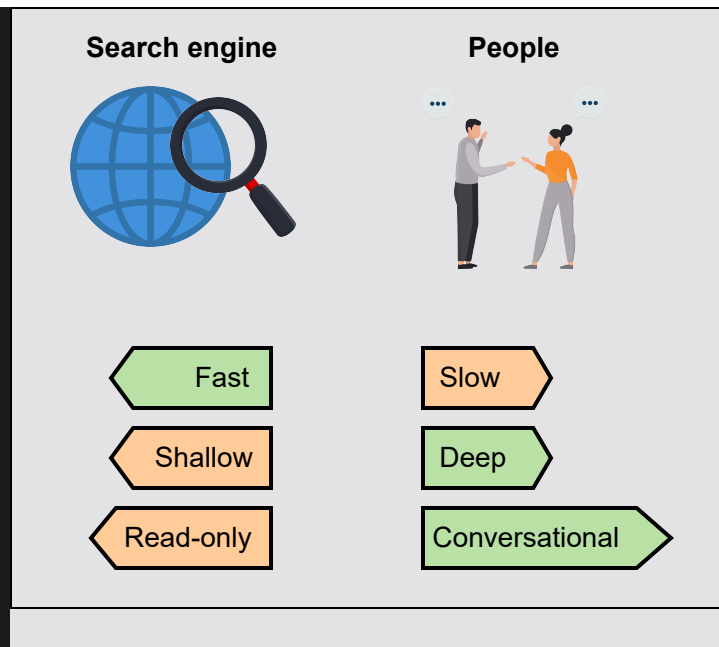 Search engine
People
Fast
Slow
Shallow
Deep
Read-only
Conversational